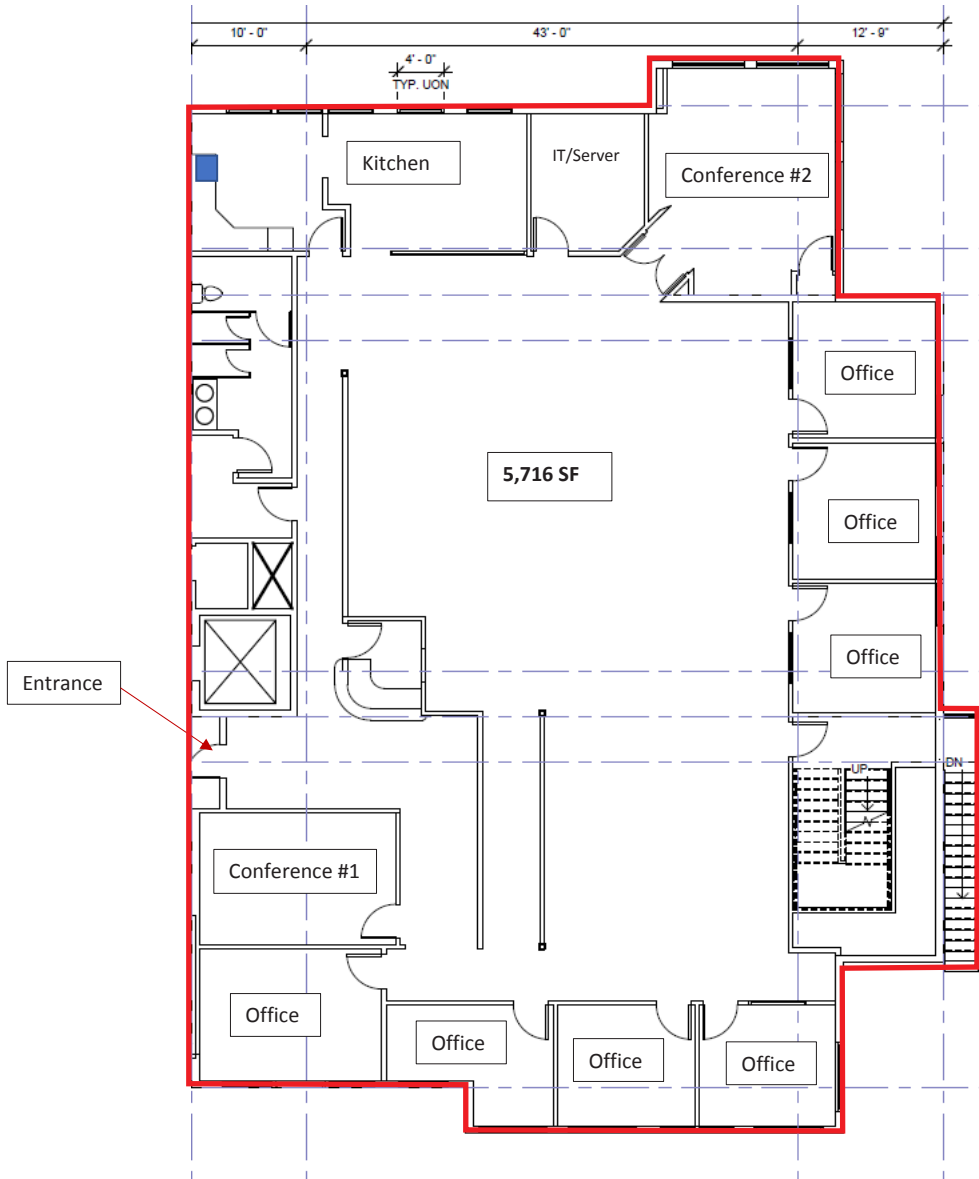 10' - 0"
43' - 0"
12' - 9"
4' - 0"
TYP. UON
Kitchen
IT/Server
Conference #2
Office
5,716 SF
Office
Office
Entrance
UP
DN
Conference #1
Office
Office
Office
Office